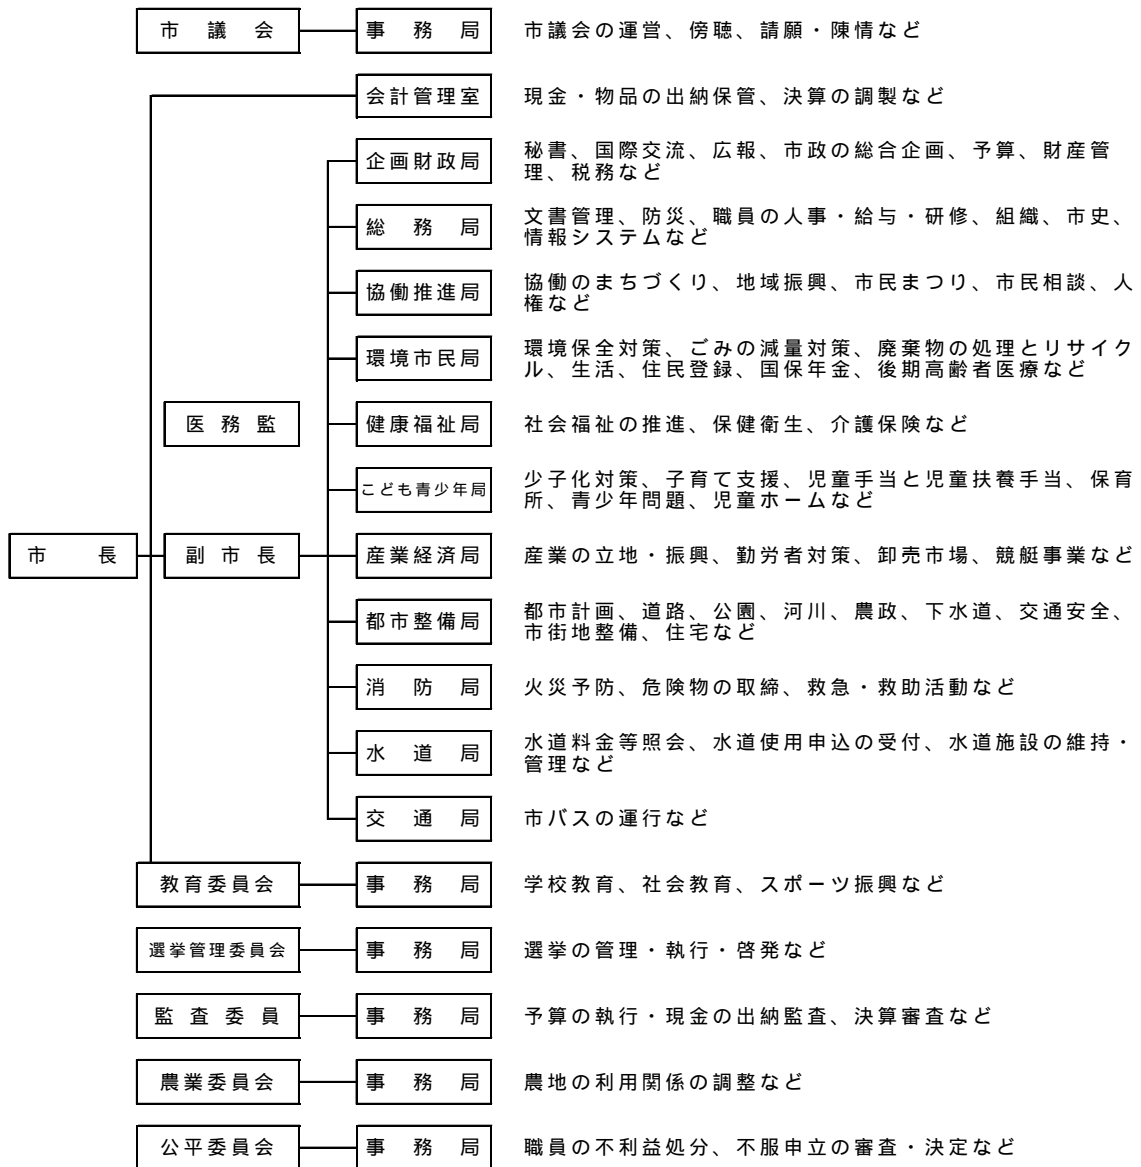 市議会 事務局 市議会の運営、傍聴、請願・陳情など
会計管理室 現金・物品の出納保管、決算の調製など
企画財政局 秘書、国際交流、広報、市政の総合企画、予算、財産管
理、税務など
総務局 文書管理、防災、職員の人事・給与・研修、組織、市史、
情報システムなど
協働推進局 協働のまちづくり、地域振興、市民まつり、市民相談、人
権など
環境市民局 環境保全対策、ごみの減量対策、廃棄物の処理とリサイク
ル、生活、住民登録、国保年金、後期高齢者医療など
医務監 健康福祉局 社会福祉の推進、保健衛生、介護保険など
こども青少年局 少子化対策、子育て支援、児童手当と児童扶養手当、保育
所、青少年問題、児童ホームなど
市長 副市長 産業経済局 産業の立地・振興、勤労者対策、卸売市場、競艇事業など
都市整備局 都市計画、道路、公園、河川、農政、下水道、交通安全、
市街地整備、住宅など
消防局 火災予防、危険物の取締、救急・救助活動など
水道局 水道料金等照会、水道使用申込の受付、水道施設の維持・
管理など
交通局 市バスの運行など
教育委員会 事務局 学校教育、社会教育、スポーツ振興など
選挙管理委員会 事務局 選挙の管理・執行・啓発など
監査委員 事務局 予算の執行・現金の出納監査、決算審査など
農業委員会 事務局 農地の利用関係の調整など
公平委員会 事務局 職員の不利益処分、不服申立の審査・決定など